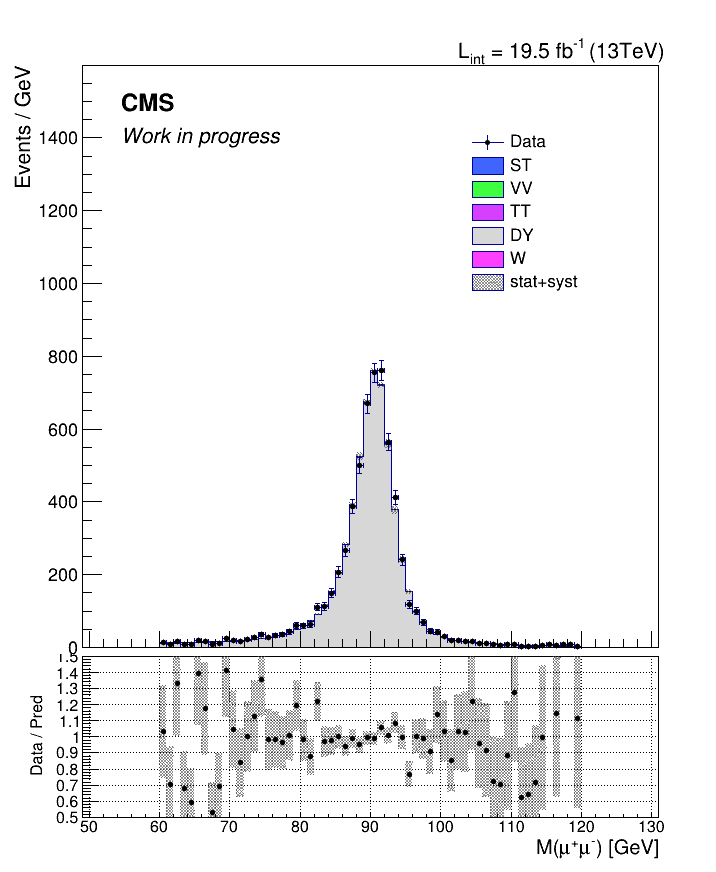 L_int = 19.5 fb^-1 (13TeV)
Events / GeV
CMS
Work in progress
Data
ST
VV
TT
DY
W
stat+syst
1400
1200
1000
800
600
400
200
0
Data / Pred
1.5
1.4
1.3
1.2
1.1
1
0.9
0.8
0.7
0.6
0.5
50 60 70 80 90 100 110 120 130
M(μ⁺μ⁻) [GeV]